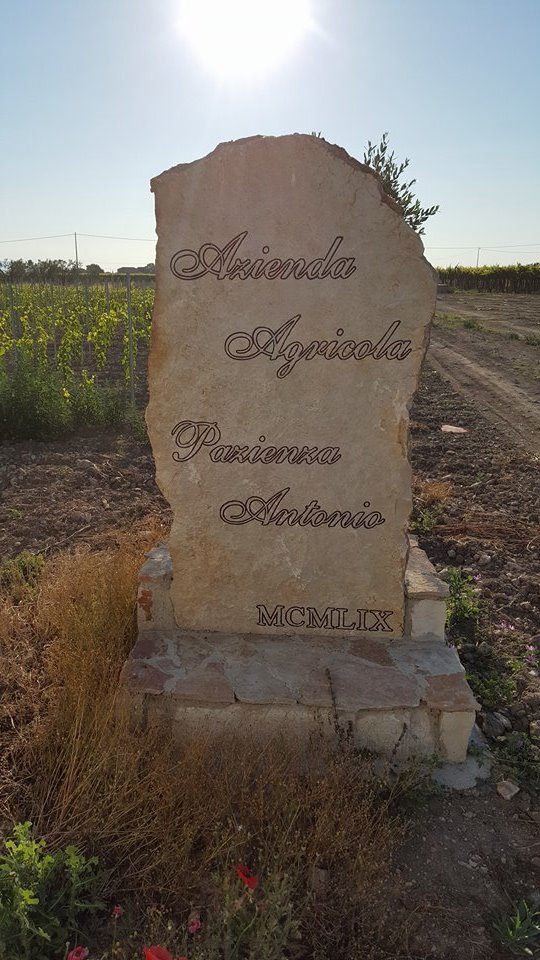 Azienda
Agricola
Pazienza
Antonio
MCMLIX